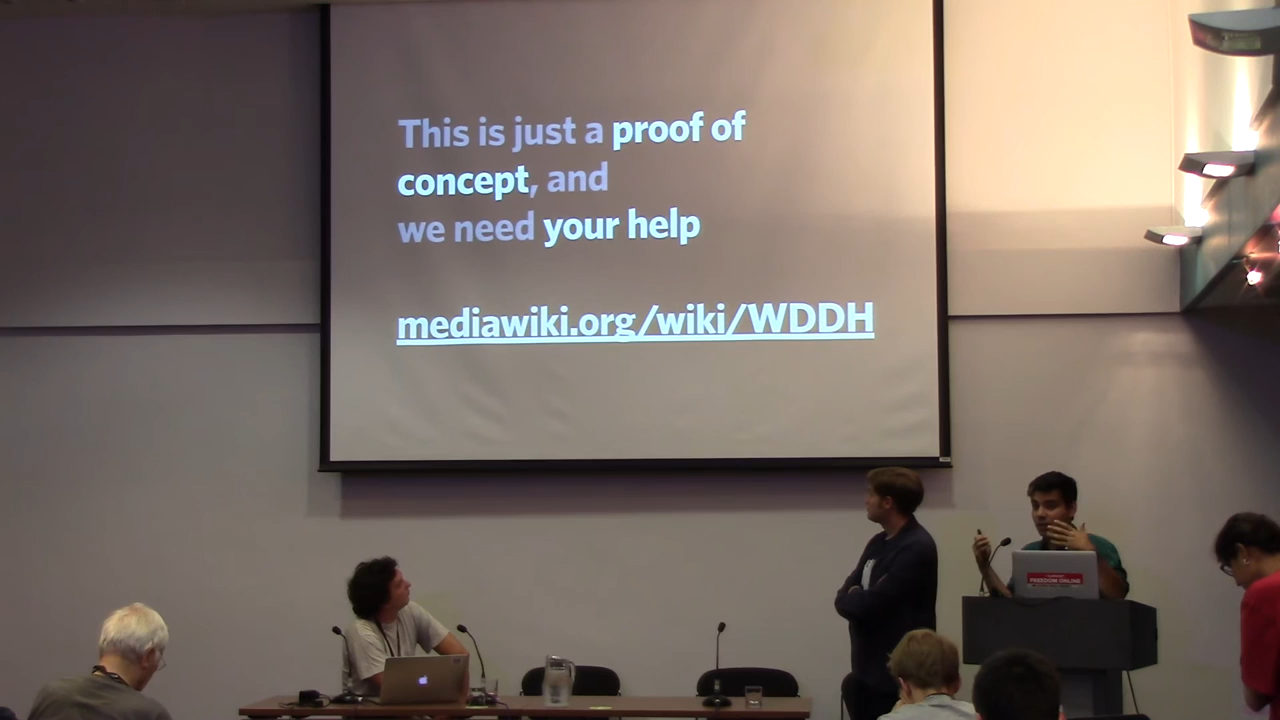 This is just a proof of
concept, and
we need your help
mediawiki.org/wiki/WDDH
FREEDOM ONLINE